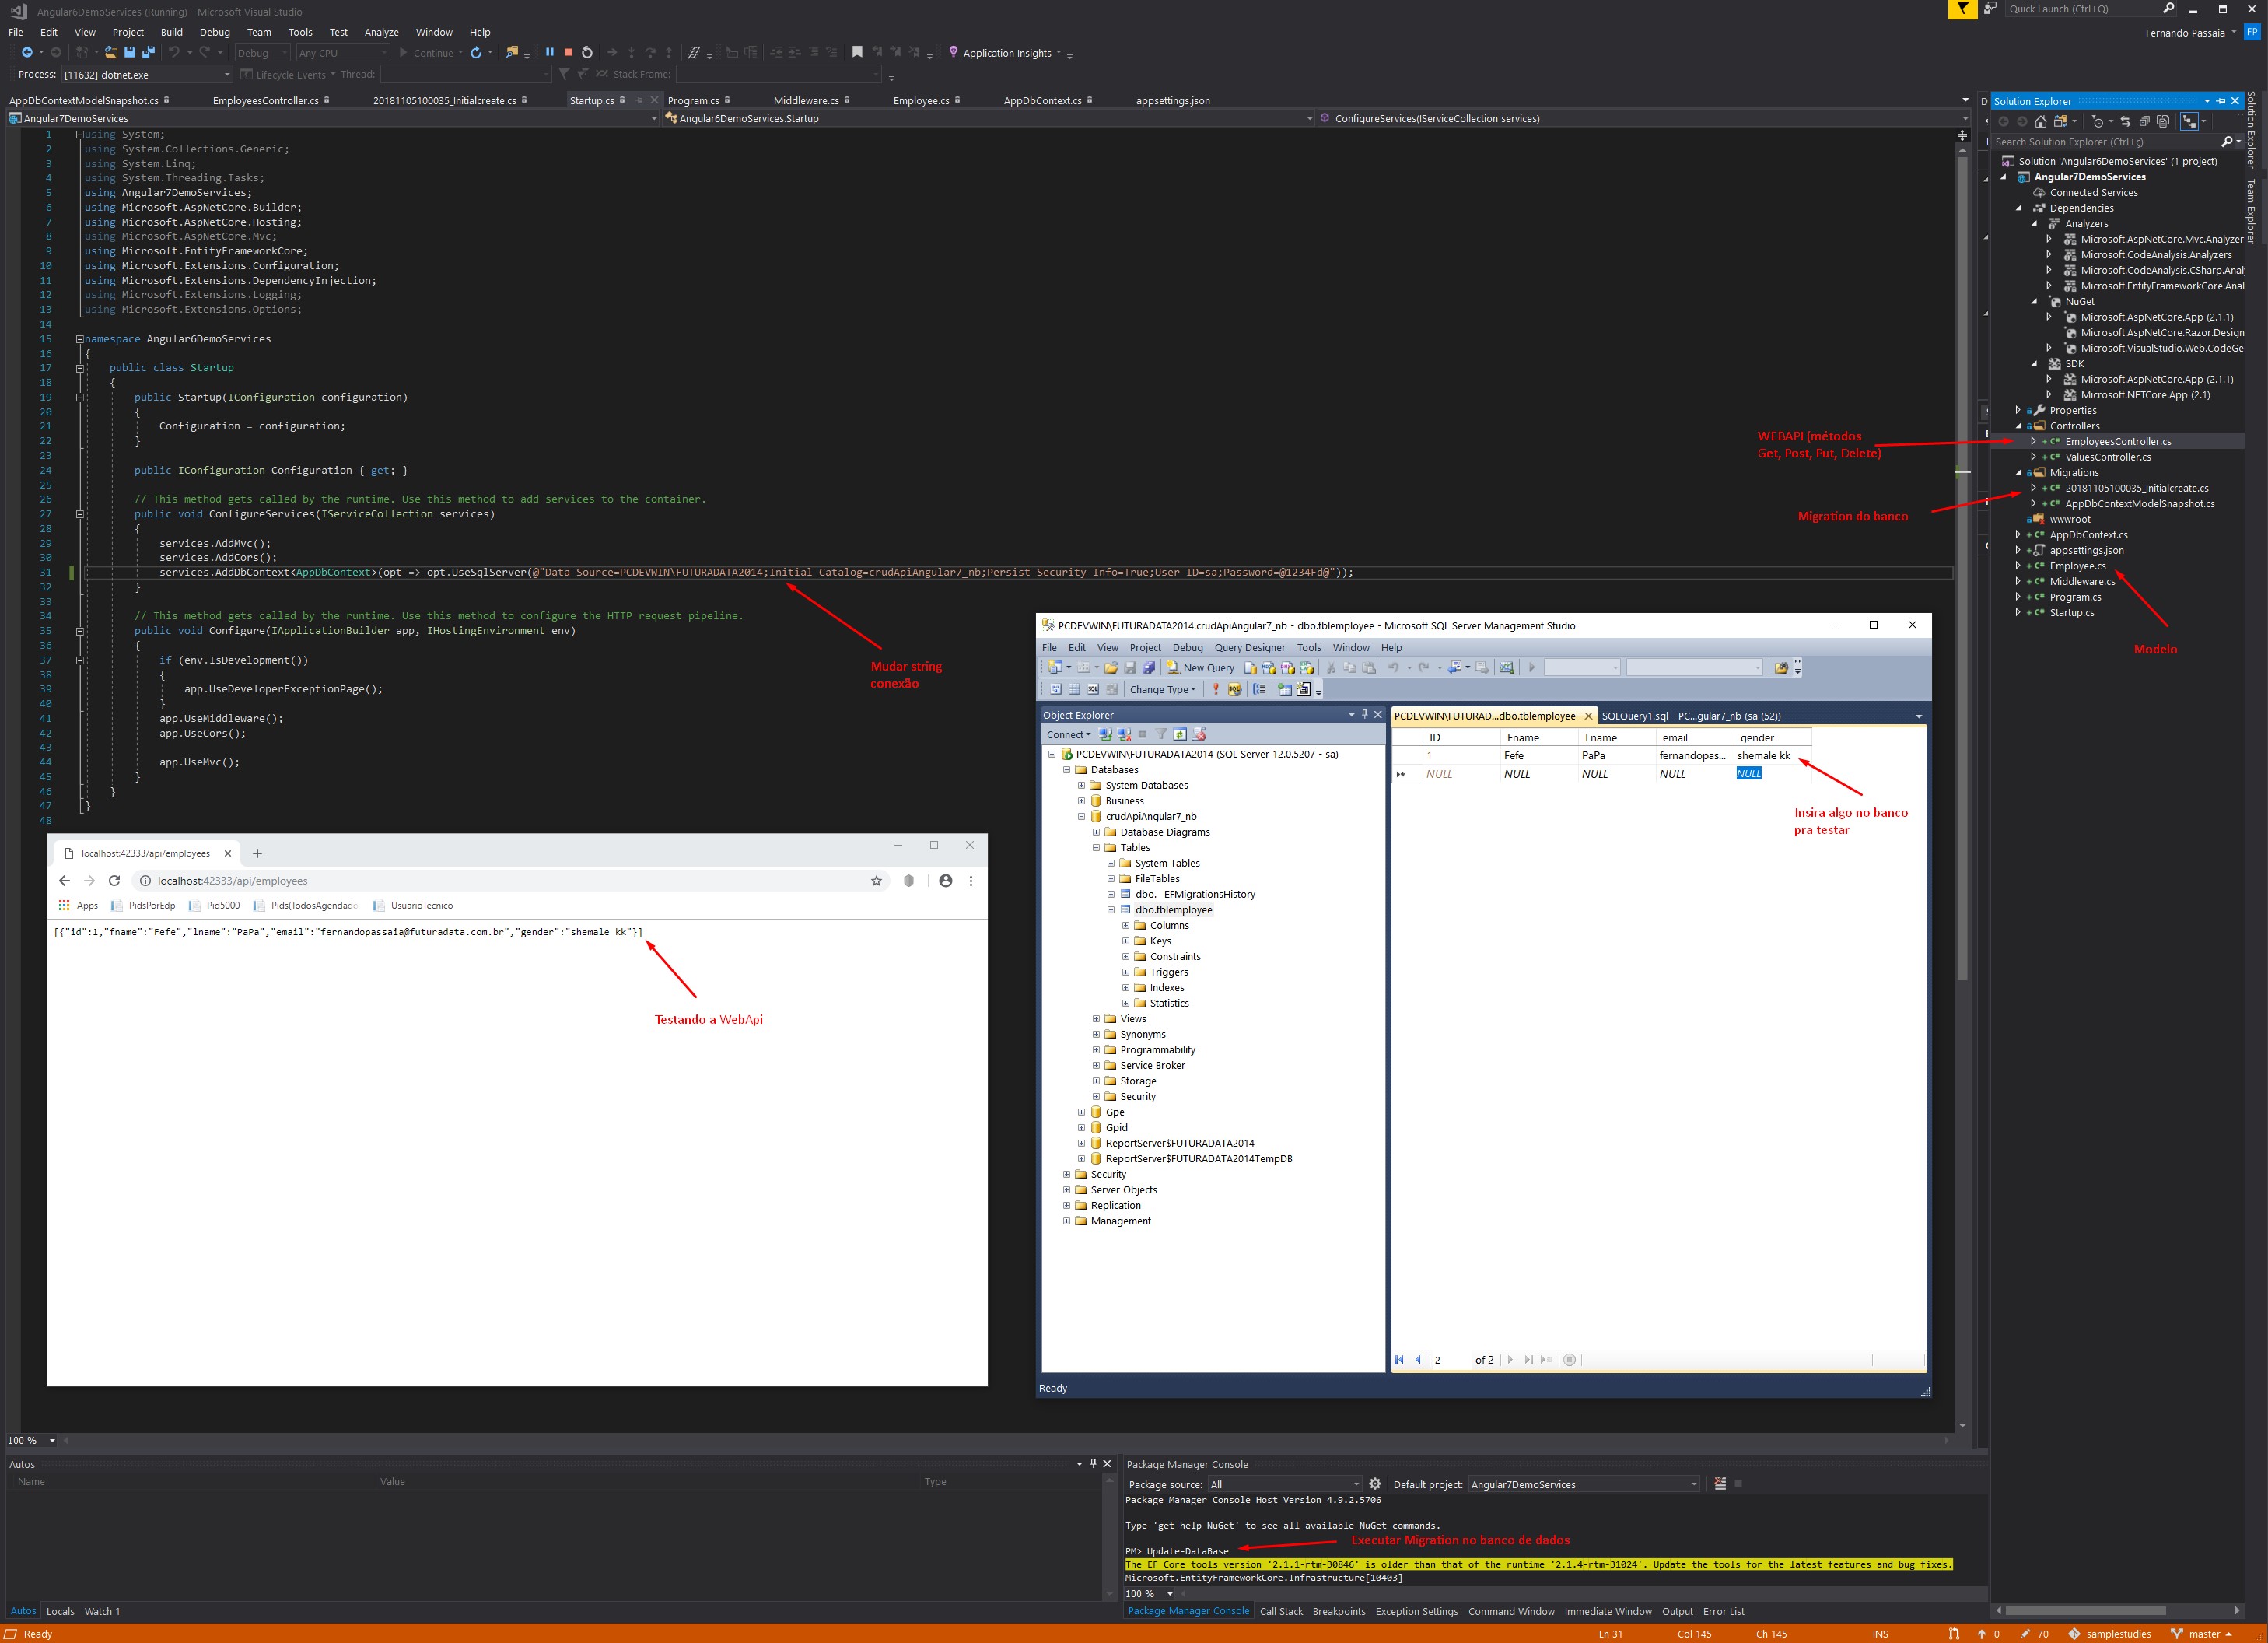 Angular6DemoServices (Running) - Microsoft Visual Studio
Quick Launch (Ctrl+Q)
File Edit View Project Build Debug Team Tools Test Analyze Window Help
Fernando Passaia FP
Debug Any CPU Continue Application Insights
Process: [11632] dotnet.exe Lifecycle Events Thread: Stack Frame:
AppDbContextModelSnapshot.cs EmployeesController.cs 20181105100035_Initialcreate.cs Startup.cs Program.cs Middleware.cs Employee.cs AppDbContext.cs appsettings.json
Angular7DemoServices Angular6DemoServices.Startup ConfigureServices(IServiceCollection services)
1 using System;
2 using System.Collections.Generic;
3 using System.Linq;
4 using System.Threading.Tasks;
5 using Angular7DemoServices;
6 using Microsoft.AspNetCore.Builder;
7 using Microsoft.AspNetCore.Hosting;
8 using Microsoft.AspNetCore.Mvc;
9 using Microsoft.EntityFrameworkCore;
10 using Microsoft.Extensions.Configuration;
11 using Microsoft.Extensions.DependencyInjection;
12 using Microsoft.Extensions.Logging;
13 using Microsoft.Extensions.Options;
14
15 namespace Angular6DemoServices
16 {
17 public class Startup
18 {
19 public Startup(IConfiguration configuration)
20 {
21 Configuration = configuration;
22 }
23
24 public IConfiguration Configuration { get; }
25
26 // This method gets called by the runtime. Use this method to add services to the container.
27 public void ConfigureServices(IServiceCollection services)
28 {
29 services.AddMvc();
30 services.AddCors();
31 services.AddDbContext<AppDbContext>(opt => opt.UseSqlServer(@"Data Source=PCDEVWIN\FUTURADATA2014;Initial Catalog=crudApiAngular7_nb;Persist Security Info=True;User ID=sa;Password=@1234Fd@"));
32 }
33
34 // This method gets called by the runtime. Use this method to configure the HTTP request pipeline.
35 public void Configure(IApplicationBuilder app, IHostingEnvironment env)
36 {
37 if (env.IsDevelopment())
38 {
39 app.UseDeveloperExceptionPage();
40 }
41 app.UseMiddleware();
42 app.UseCors();
43
44 app.UseMvc();
45 }
46 }
47 }
48
Mudar string
conexão
Solution Explorer
Search Solution Explorer (Ctrl+ç)
Solution 'Angular6DemoServices' (1 project)
Angular7DemoServices
Connected Services
Dependencies
Analyzers
Microsoft.AspNetCore.Mvc.Analyzer
Microsoft.CodeAnalysis.Analyzers
Microsoft.CodeAnalysis.CSharp.Anal
Microsoft.EntityFrameworkCore.Anal
NuGet
Microsoft.AspNetCore.App (2.1.1)
Microsoft.AspNetCore.Razor.Design
Microsoft.VisualStudio.Web.CodeGe
SDK
Microsoft.AspNetCore.App (2.1.1)
Microsoft.NETCore.App (2.1)
Properties
Controllers
EmployeesController.cs
ValuesController.cs
Migrations
20181105100035_Initialcreate.cs
AppDbContextModelSnapshot.cs
wwwroot
AppDbContext.cs
appsettings.json
Employee.cs
Middleware.cs
Program.cs
Startup.cs
Solution Explorer
Team Explorer
WEBAPI (métodos
Get, Post, Put, Delete)
Migration do banco
Modelo
localhost:42333/api/employees
localhost:42333/api/employees
Apps PidsPorEdp Pid5000 Pids(TodosAgendado UsuarioTecnico
[{"id":1,"fname":"Fefe","lname":"PaPa","email":"fernandopassaia@futuradata.com.br","gender":"shemale kk"}]
Testando a WebApi
PCDEVWIN\FUTURADATA2014.crudApiAngular7_nb - dbo.tblemployee - Microsoft SQL Server Management Studio
File Edit View Project Debug Query Designer Tools Window Help
New Query
Change Type
Object Explorer
Connect
PCDEVWIN\FUTURADATA2014 (SQL Server 12.0.5207 - sa)
Databases
System Databases
Business
crudApiAngular7_nb
Database Diagrams
Tables
System Tables
FileTables
dbo.__EFMigrationsHistory
dbo.tblemployee
Columns
Keys
Constraints
Triggers
Indexes
Statistics
Views
Synonyms
Programmability
Service Broker
Storage
Security
Gpe
Gpid
ReportServer$FUTURADATA2014
ReportServer$FUTURADATA2014TempDB
Security
Server Objects
Replication
Management
PCDEVWIN\FUTURAD...dbo.tblemployee SQLQuery1.sql - PC...gular7_nb (sa (52))
ID Fname Lname email gender
1 Fefe PaPa fernandopas... shemale kk
NULL NULL NULL NULL NULL
Insira algo no banco
pra testar
2 of 2
Ready
100 %
Autos
Name Value Type
Autos Locals Watch 1
Package Manager Console
Package source: All Default project: Angular7DemoServices
Package Manager Console Host Version 4.9.2.5706
Type 'get-help NuGet' to see all available NuGet commands.
PM> Update-DataBase
Executar Migration no banco de dados
The EF Core tools version '2.1.1-rtm-30846' is older than that of the runtime '2.1.4-rtm-31024'. Update the tools for the latest features and bug fixes.
Microsoft.EntityFrameworkCore.Infrastructure[10403]
100 %
Package Manager Console Call Stack Breakpoints Exception Settings Command Window Immediate Window Output Error List
Ready Ln 31 Col 145 Ch 145 INS 0 70 samplestudies master